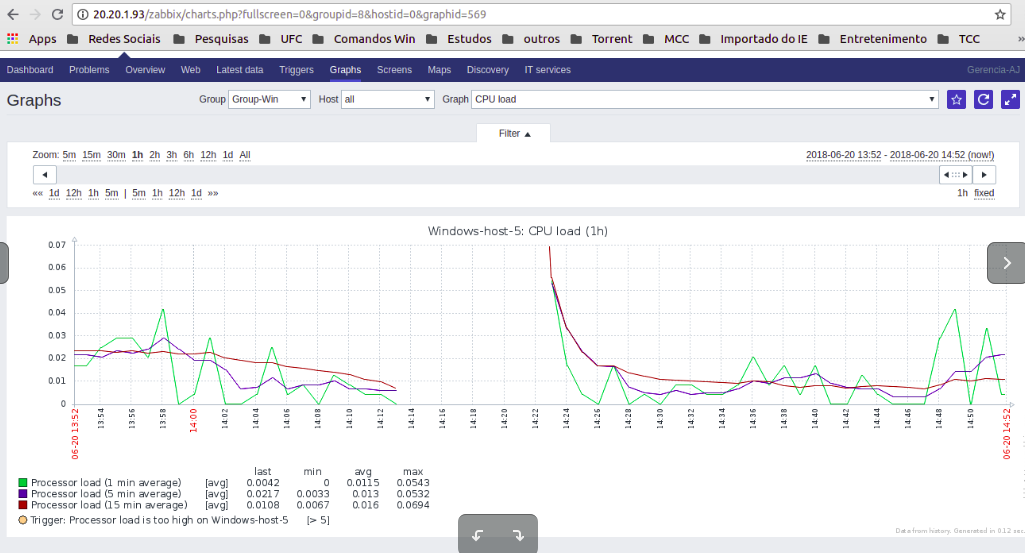 20.20.1.93/zabbix/charts.php?fullscreen=0&groupid=8&hostid=0&graphid=569
Apps Redes Sociais Pesquisas UFC Comandos Win Estudos outros Torrent MCC Importado do IE Entretenimento TCC »
Dashboard Problems Overview Web Latest data Triggers Graphs Screens Maps Discovery IT services Gerencia-AJ
Graphs Group Group-Win Host all Graph CPU load
Filter
Zoom: 5m 15m 30m 1h 2h 3h 6h 12h 1d All 2018-06-20 13:52 - 2018-06-20 14:52 (now!)
«« 1d 12h 1h 5m | 5m 1h 12h 1d »» 1h fixed
Windows-host-5: CPU load (1h)
0.07
0.06
0.05
0.04
0.03
0.02
0.01
0
06-20 13:52 13:54 13:56 13:58 14:00 14:02 14:04 14:06 14:08 14:10 14:12 14:14 14:16 14:18 14:20 14:22 14:24 14:26 14:28 14:30 14:32 14:34 14:36 14:38 14:40 14:42 14:44 14:46 14:48 14:50 06-20 14:52
last min avg max
Processor load (1 min average) [avg] 0.0042 0 0.0115 0.0543
Processor load (5 min average) [avg] 0.0217 0.0033 0.013 0.0532
Processor load (15 min average) [avg] 0.0108 0.0067 0.016 0.0694
Trigger: Processor load is too high on Windows-host-5 [> 5]
Data from history. Generated in 0.12 sec.